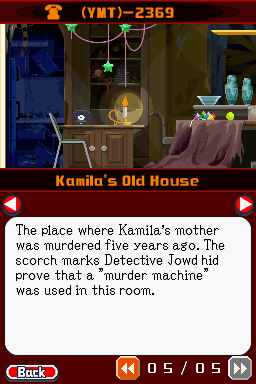 (YMT)-2369
Kamila's Old House
The place where Kamila's mother
was murdered five years ago. The
scorch marks Detective Jowd hid
prove that a "murder machine"
was used in this room.
Back
05/05